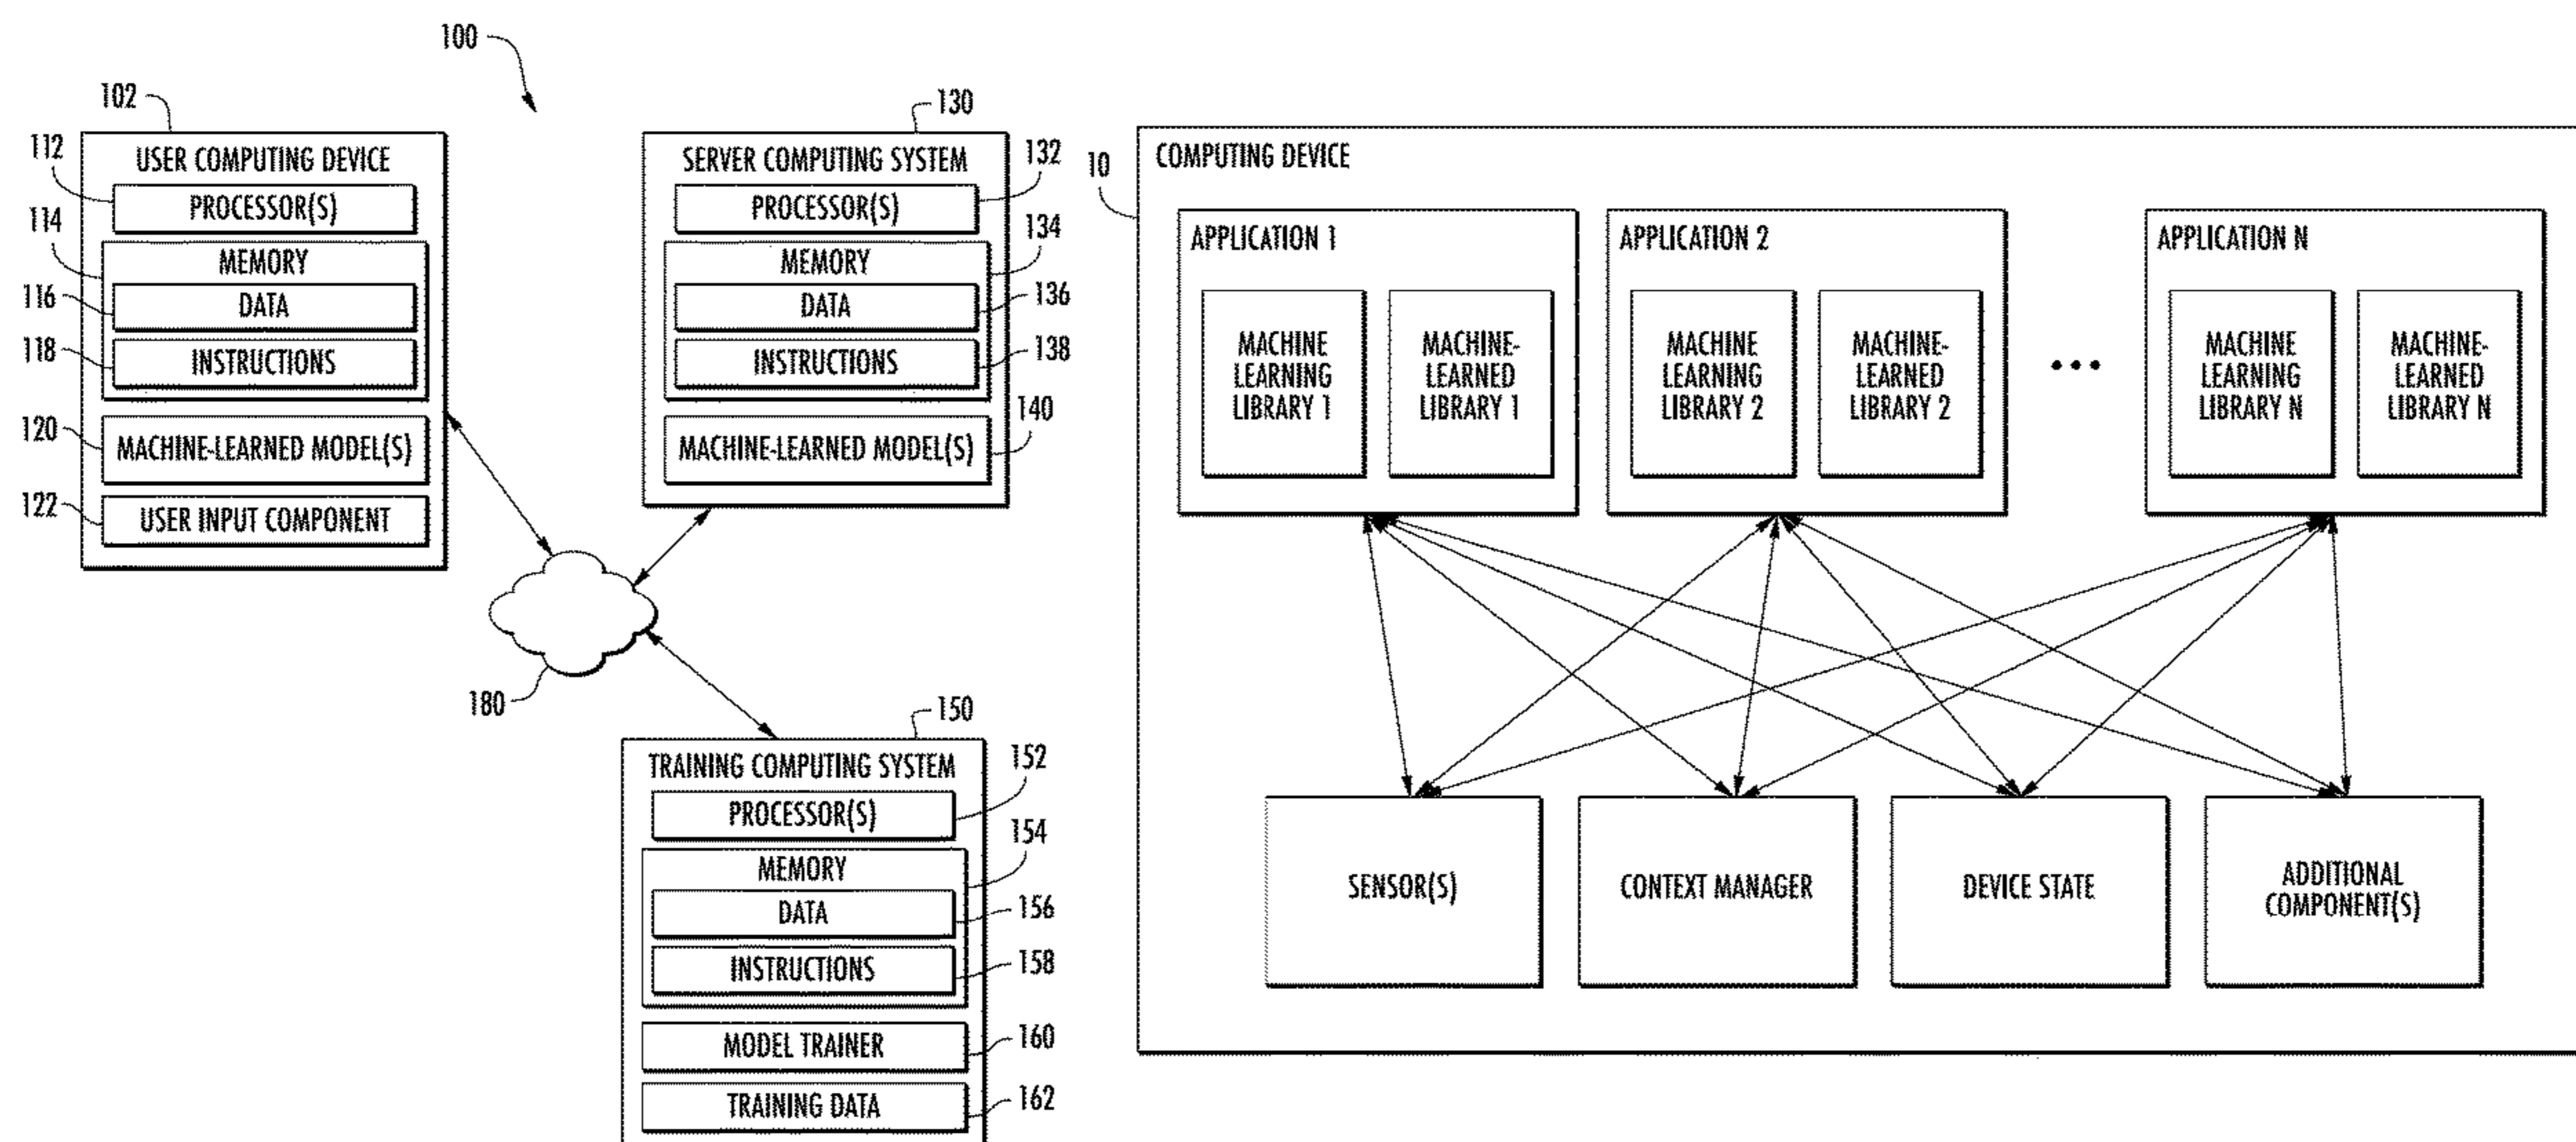 100
102
USER COMPUTING DEVICE
112
PROCESSOR(S)
114
MEMORY
116
DATA
118
INSTRUCTIONS
120
MACHINE-LEARNED MODEL(S)
122
USER INPUT COMPONENT
130
SERVER COMPUTING SYSTEM
132
PROCESSOR(S)
134
MEMORY
DATA
136
INSTRUCTIONS
138
140
MACHINE-LEARNED MODEL(S)
180
150
TRAINING COMPUTING SYSTEM
152
PROCESSOR(S)
154
MEMORY
DATA
156
INSTRUCTIONS
158
MODEL TRAINER
160
TRAINING DATA
162
10
COMPUTING DEVICE
APPLICATION 1
MACHINE
LEARNING
LIBRARY 1
MACHINE-
LEARNED
LIBRARY 1
APPLICATION 2
MACHINE
LEARNING
LIBRARY 2
MACHINE-
LEARNED
LIBRARY 2
•••
APPLICATION N
MACHINE
LEARNING
LIBRARY N
MACHINE-
LEARNED
LIBRARY N
SENSOR(S)
CONTEXT MANAGER
DEVICE STATE
ADDITIONAL
COMPONENT(S)